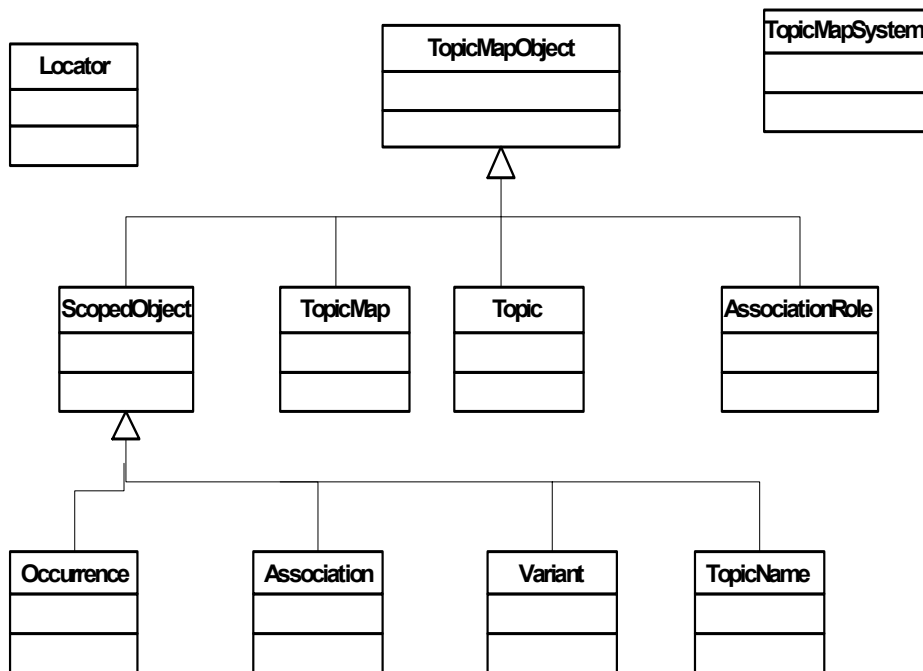 Locator
TopicMapObject
TopicMapSystem
ScopedObject
TopicMap
Topic
AssociationRole
Occurrence
Association
Variant
TopicName